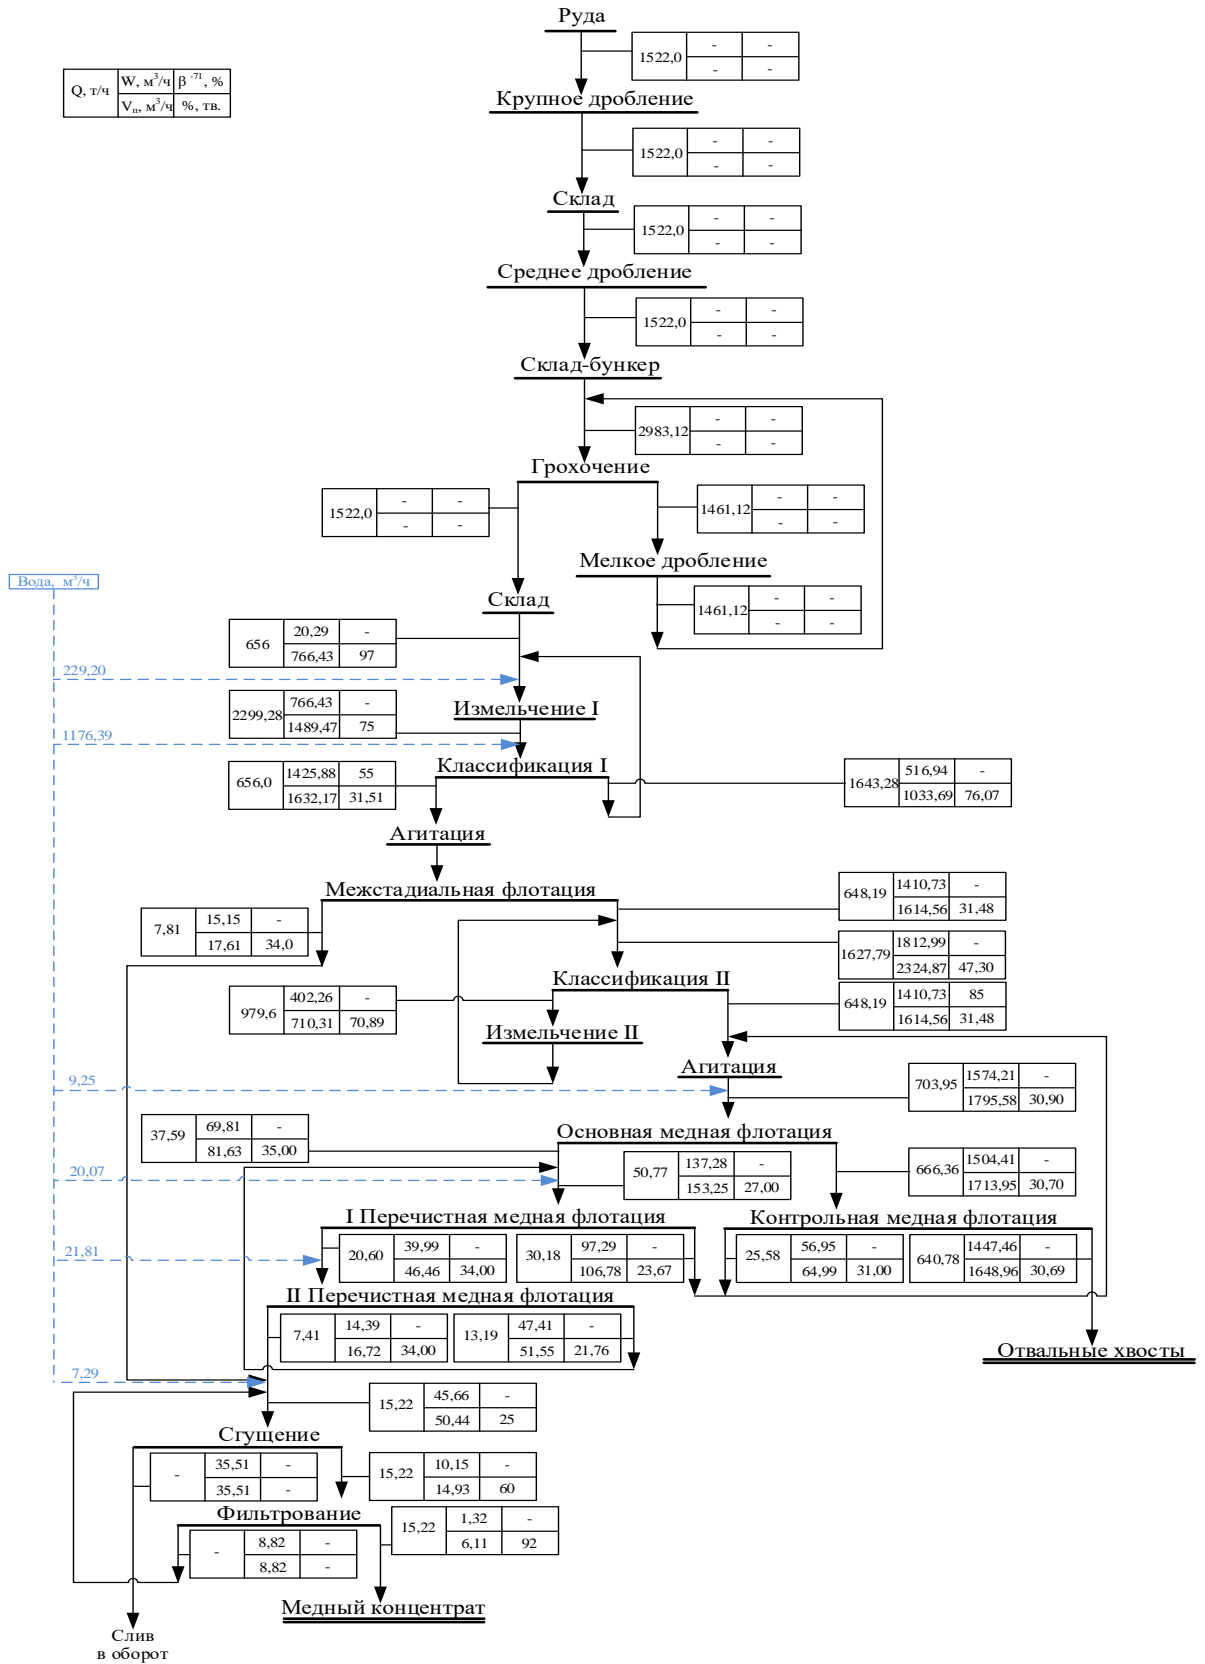 Руда
1522,0 - -
- -
Q, т/ч W, м³/ч β⁻⁷¹, %
Vп, м³/ч %, тв.
Крупное дробление
1522,0 - -
- -
Склад
1522,0 - -
- -
Среднее дробление
1522,0 - -
- -
Склад-бункер
2983,12 - -
- -
Грохочение
1522,0 - -
- -
1461,12 - -
- -
Мелкое дробление
Вода, м³/ч
Склад
1461,12 - -
- -
656 20,29 -
766,43 97
229,20
2299,28 766,43 -
1489,47 75
Измельчение I
1176,39
Классификация I
656,0 1425,88 55
1632,17 31,51
1643,28 516,94 -
1033,69 76,07
Агитация
Межстадиальная флотация
648,19 1410,73 -
1614,56 31,48
7,81 15,15 -
17,61 34,0
1627,79 1812,99 -
2324,87 47,30
Классификация II
979,6 402,26 -
710,31 70,89
648,19 1410,73 85
1614,56 31,48
Измельчение II
Агитация
9,25
703,95 1574,21 -
1795,58 30,90
37,59 69,81 -
81,63 35,00
Основная медная флотация
20,07
50,77 137,28 -
153,25 27,00
666,36 1504,41 -
1713,95 30,70
I Перечистная медная флотация
Контрольная медная флотация
21,81
20,60 39,99 -
46,46 34,00
30,18 97,29 -
106,78 23,67
25,58 56,95 -
64,99 31,00
640,78 1447,46 -
1648,96 30,69
II Перечистная медная флотация
7,41 14,39 -
16,72 34,00
13,19 47,41 -
51,55 21,76
Отвальные хвосты
7,29
15,22 45,66 -
50,44 25
Сгущение
- 35,51 -
35,51 -
15,22 10,15 -
14,93 60
Фильтрование
15,22 1,32 -
6,11 92
- 8,82 -
8,82 -
Медный концентрат
Слив
в оборот